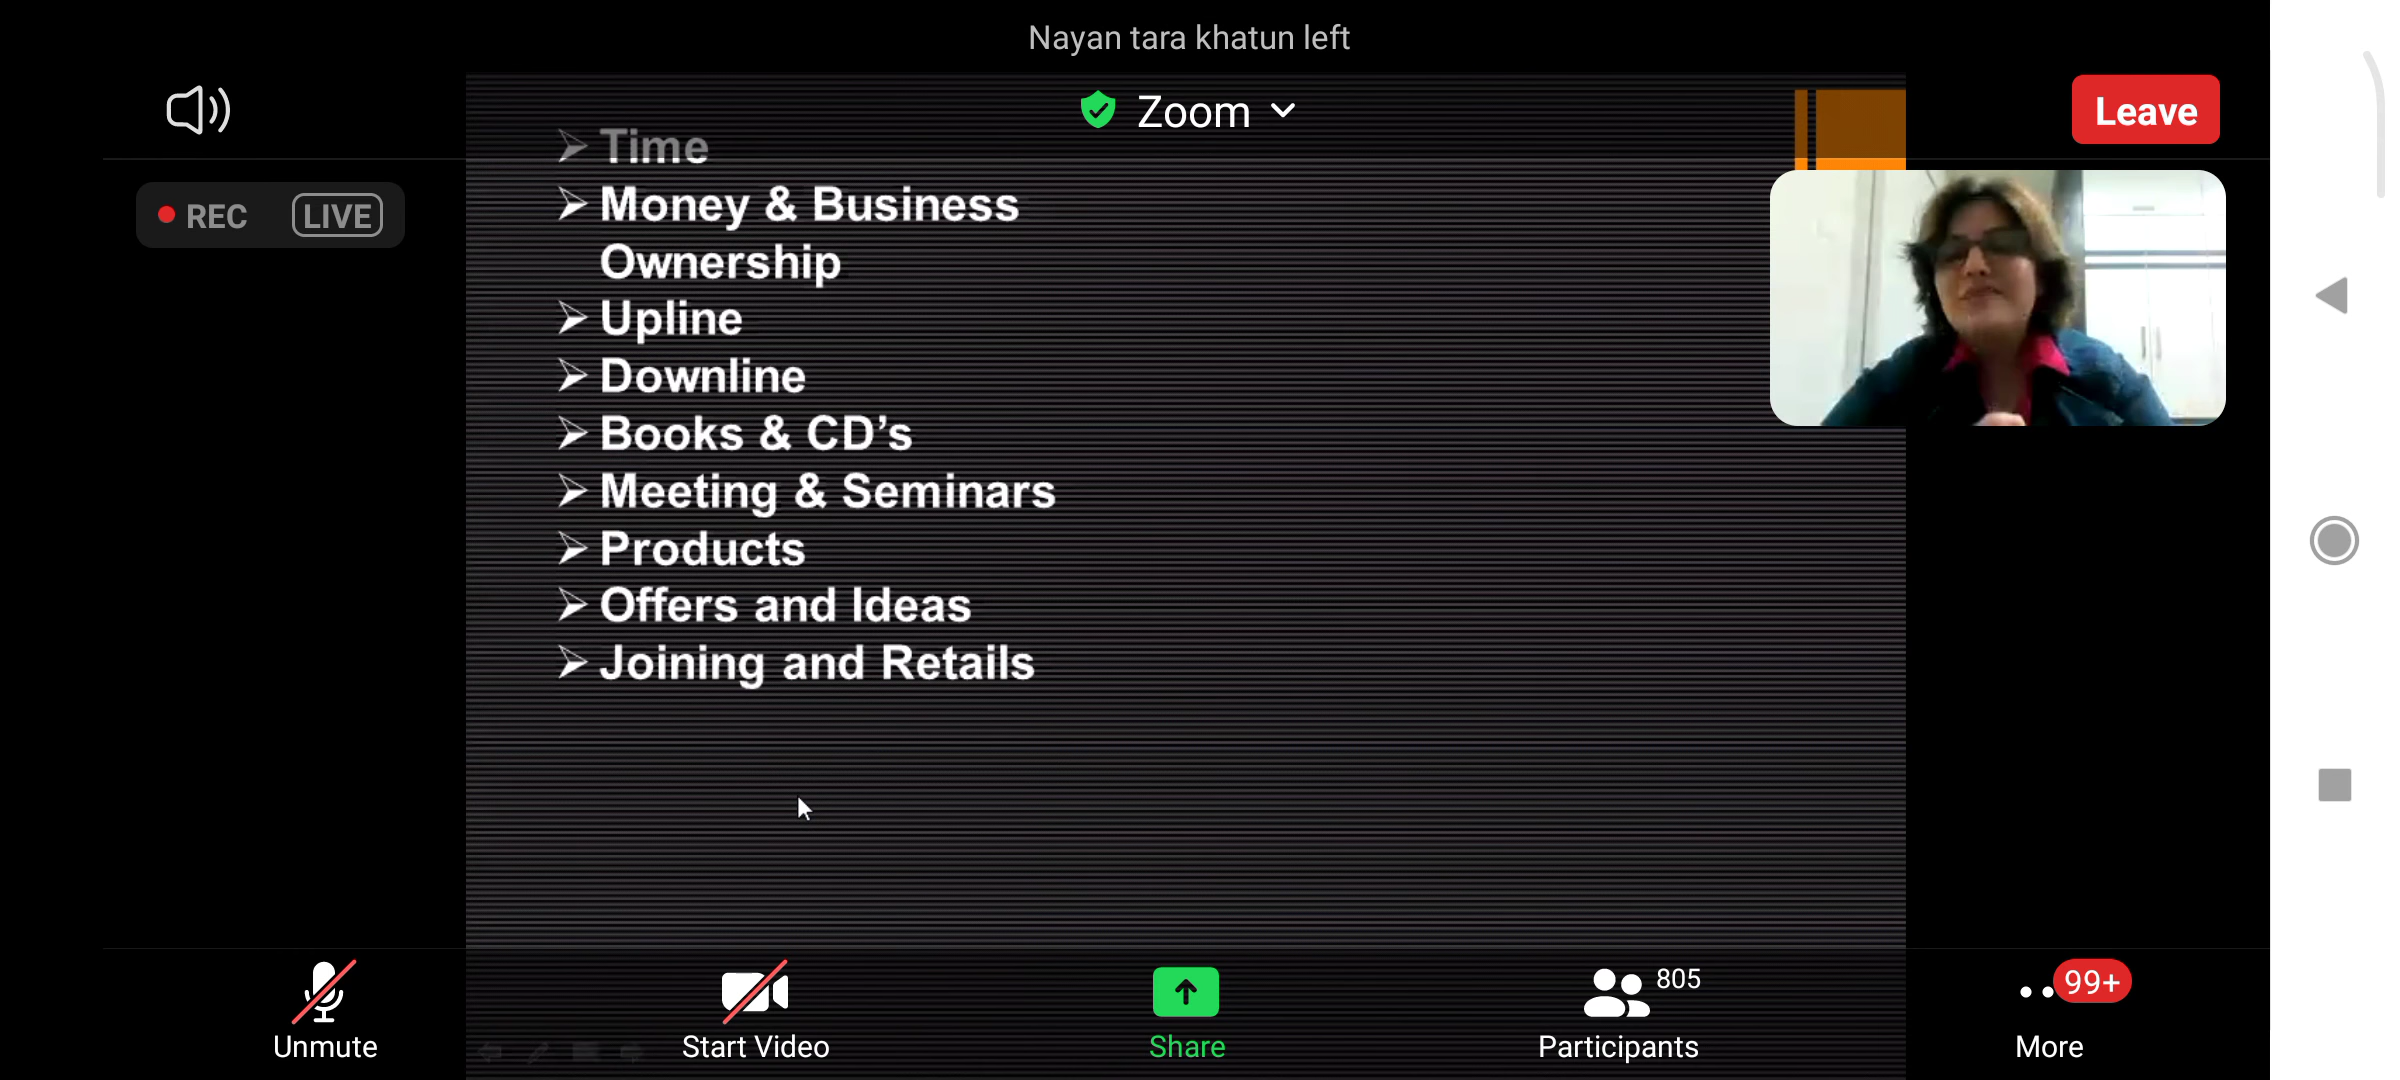 Nayan tara khatun left
Zoom
Leave
REC LIVE
➢ Time
➢ Money & Business
Ownership
➢ Upline
➢ Downline
➢ Books & CD’s
➢ Meeting & Seminars
➢ Products
➢ Offers and Ideas
➢ Joining and Retails
805
99+
Unmute
Start Video
Share
Participants
More